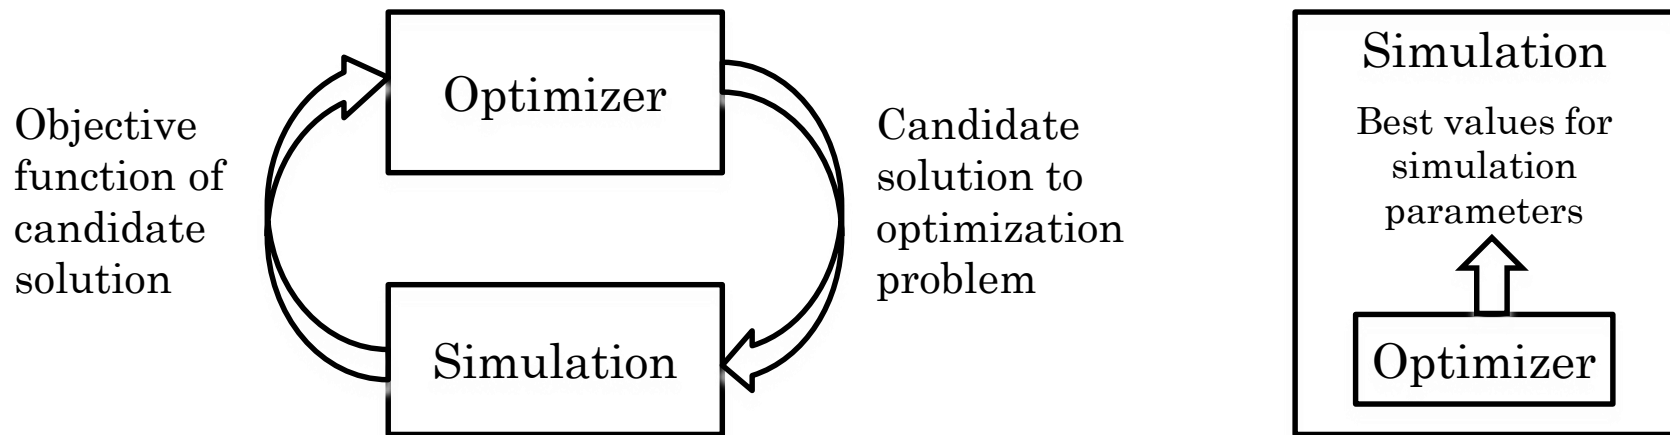 Objective
function of
candidate
solution
Optimizer
Simulation
Candidate
solution to
optimization
problem
Simulation
Best values for
simulation
parameters
Optimizer